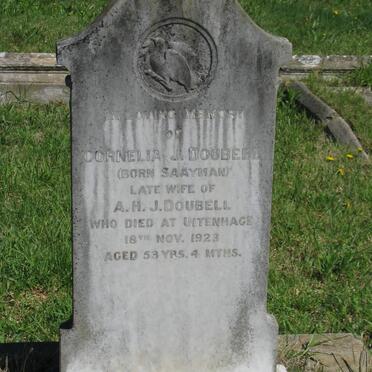 IN LOVING MEMORY
OF
CORNELIA J. DOUBELL
(BORN SAAYMAN)
LATE WIFE OF
A. H. J. DOUBELL
WHO DIED AT UITENHAGE
18TH NOV. 1923
AGED 53 YRS. 4 MTHS.